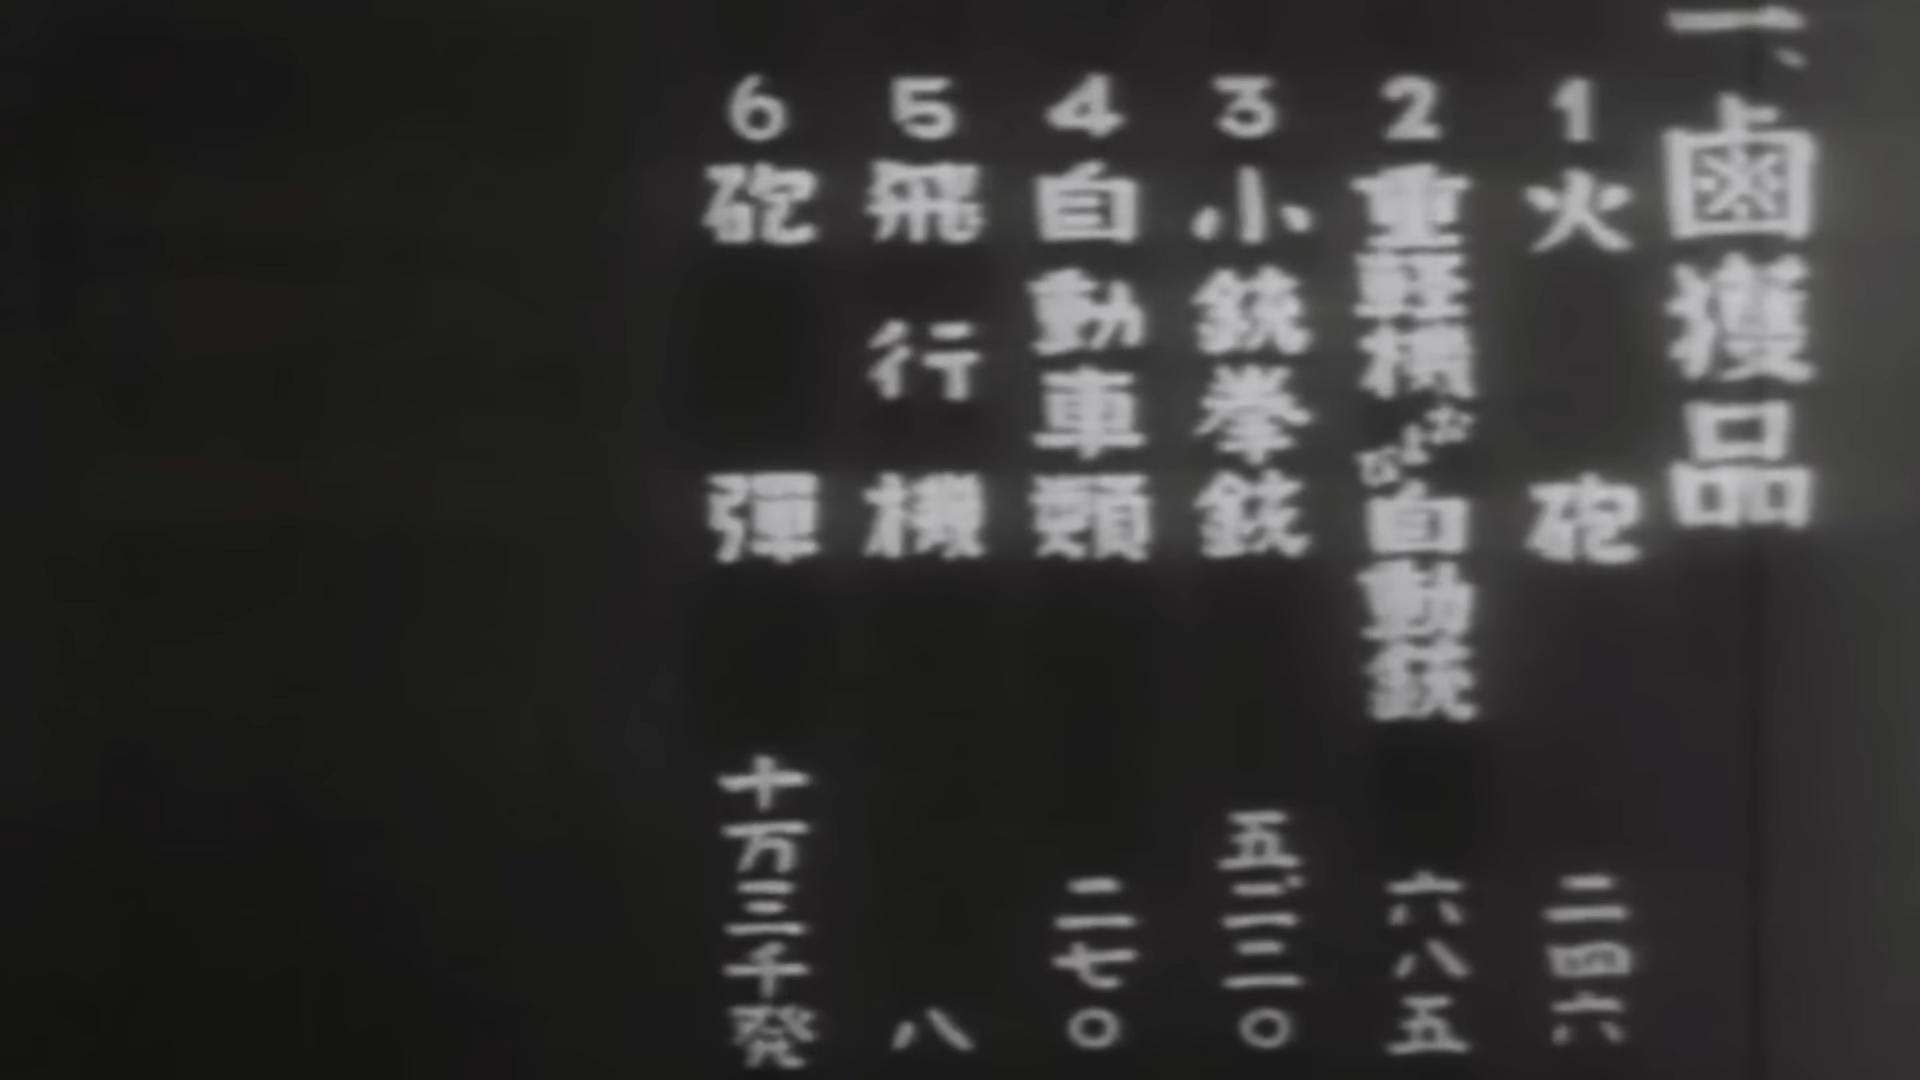 一、鹵獲品
1 火砲 二四六
2 重軽機および自動銃 六八五
3 小銃拳銃 五二二〇
4 自動車類 二七〇
5 飛行機 八
6 砲彈 十万三千発